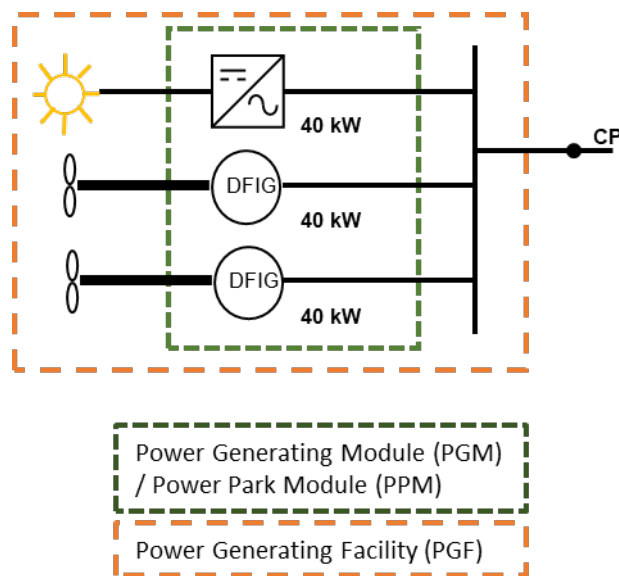 40 kW
CP
DFIG
40 kW
DFIG
40 kW
Power Generating Module (PGM)
/ Power Park Module (PPM)
Power Generating Facility (PGF)